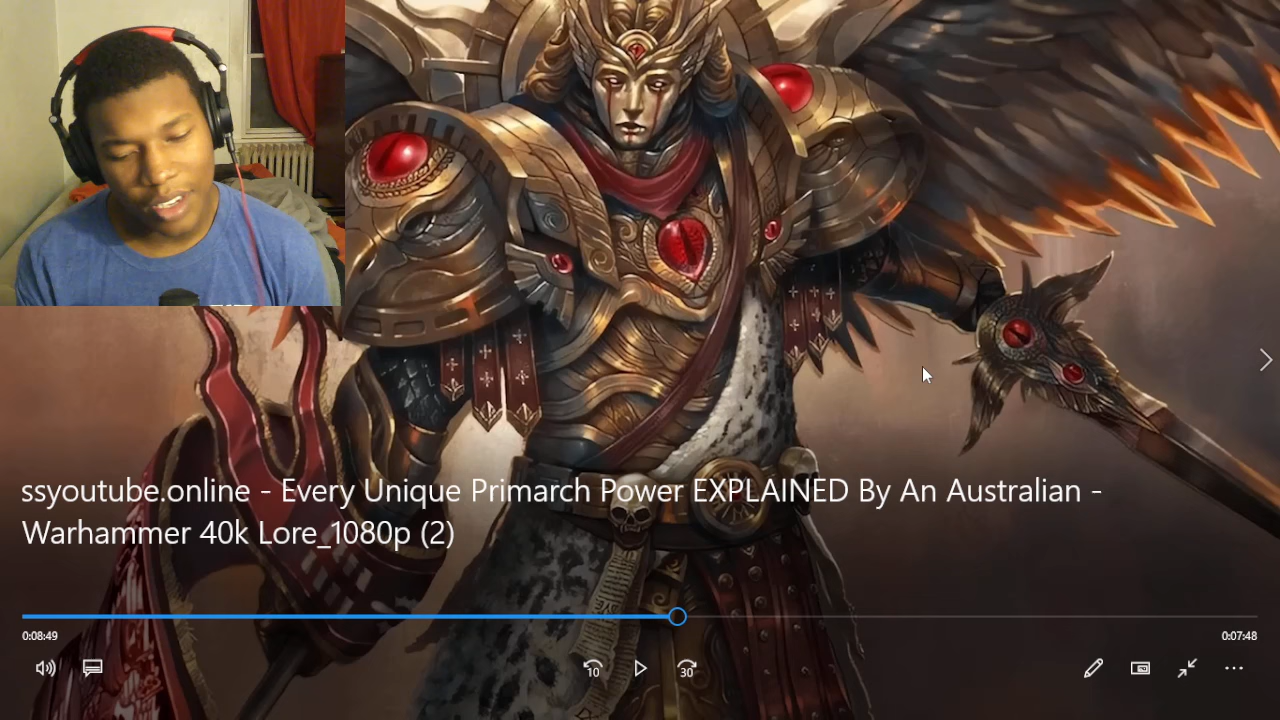 ssyoutube.online - Every Unique Primarch Power EXPLAINED By An Australian -
Warhammer 40k Lore_1080p (2)
0:08:49
0:07:48
10
30